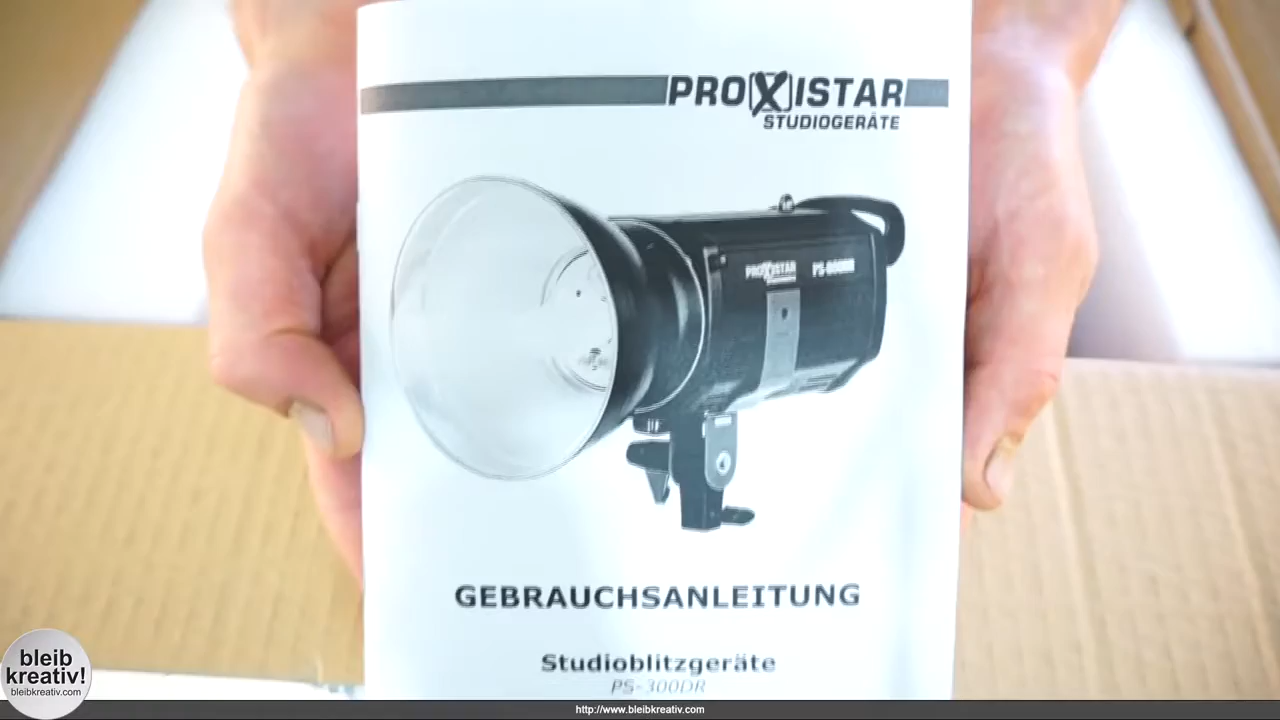 PROXISTAR
STUDIOGERÄTE
PROXISTAR
GEBRAUCHSANLEITUNG
Studioblitzgeräte
PS-300DR
bleib
kreativ!
bleibkreativ.com
http://www.bleibkreativ.com